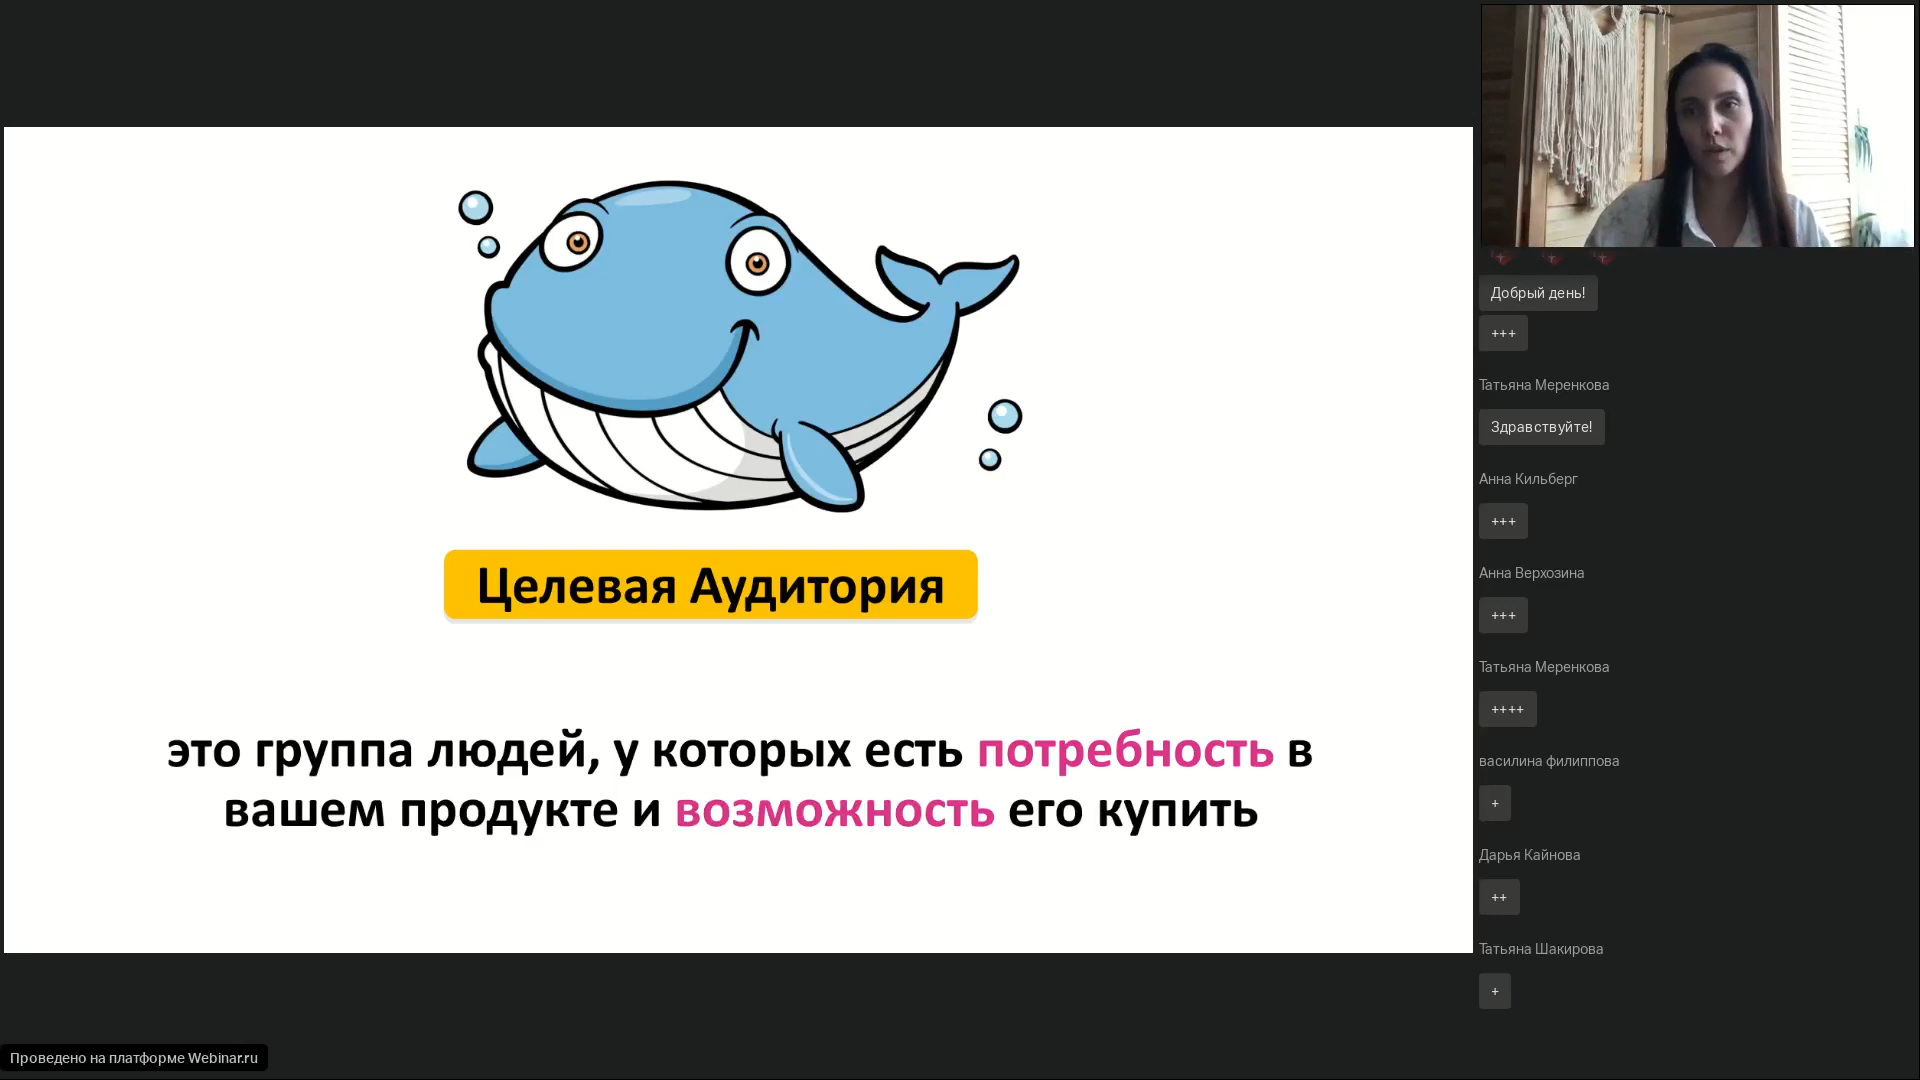 Целевая Аудитория
это группа людей, у которых есть потребность в
вашем продукте и возможность его купить
Добрый день!
+++
Татьяна Меренкова
Здравствуйте!
Анна Кильберг
+++
Анна Верхозина
+++
Татьяна Меренкова
++++
василина филиппова
+
Дарья Кайнова
++
Татьяна Шакирова
+
Проведено на платформе Webinar.ru